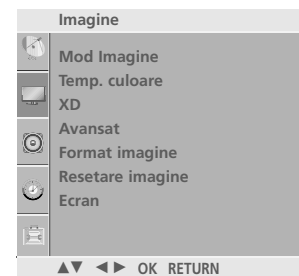 Imagine
Mod Imagine
Temp. culoare
XD
Avansat
Format imagine
Resetare imagine
Ecran
▲▼ ◄ ► OK RETURN